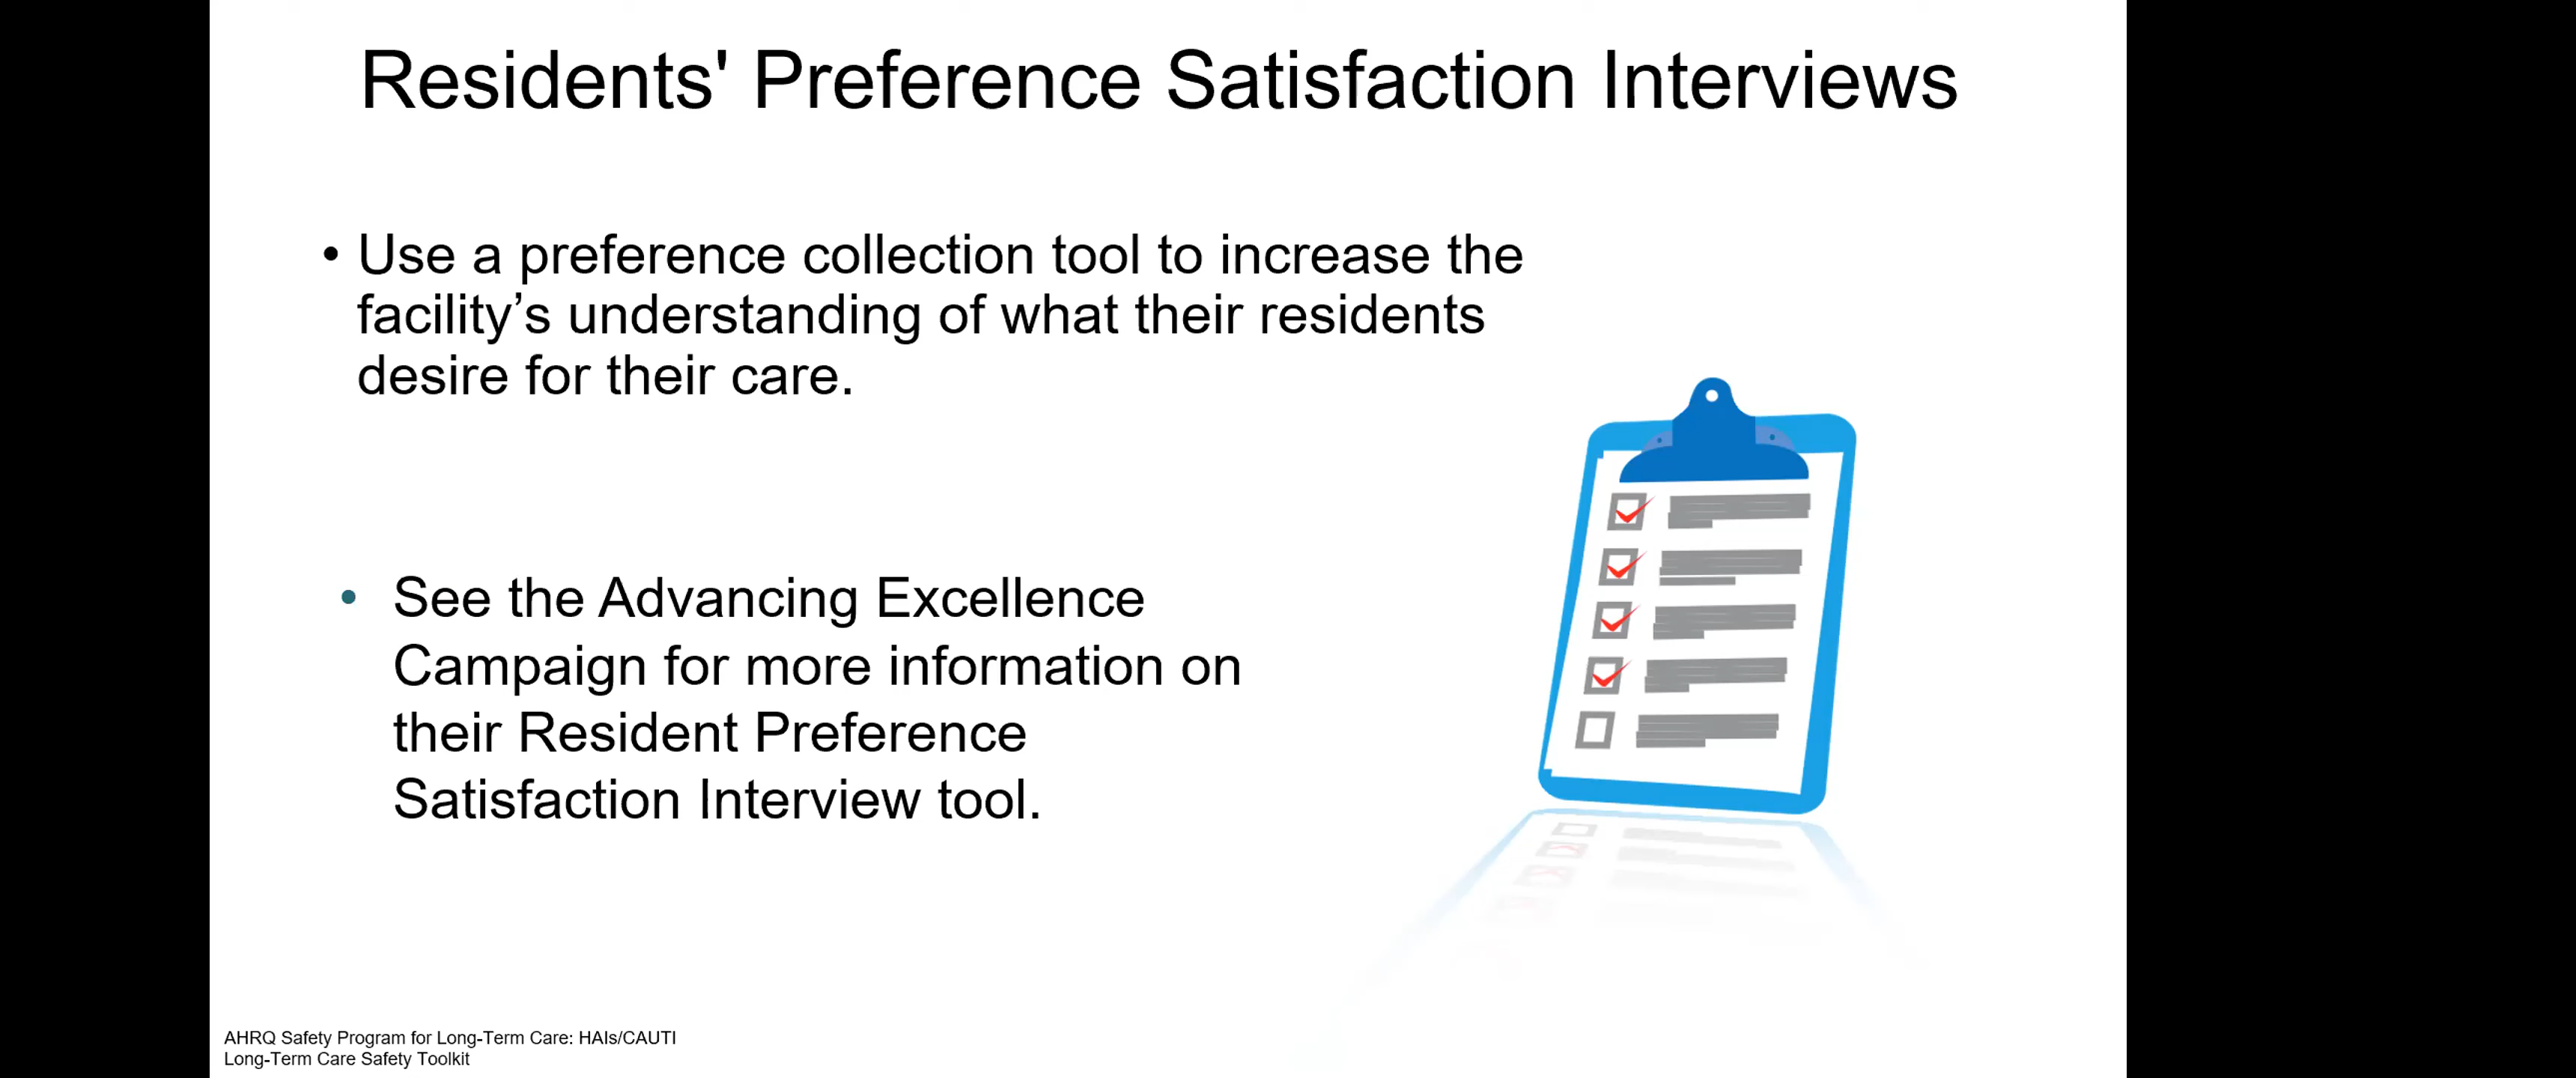 Residents' Preference Satisfaction Interviews
• Use a preference collection tool to increase the
facility’s understanding of what their residents
desire for their care.
• See the Advancing Excellence
Campaign for more information on
their Resident Preference
Satisfaction Interview tool.
AHRQ Safety Program for Long-Term Care: HAIs/CAUTI
Long-Term Care Safety Toolkit